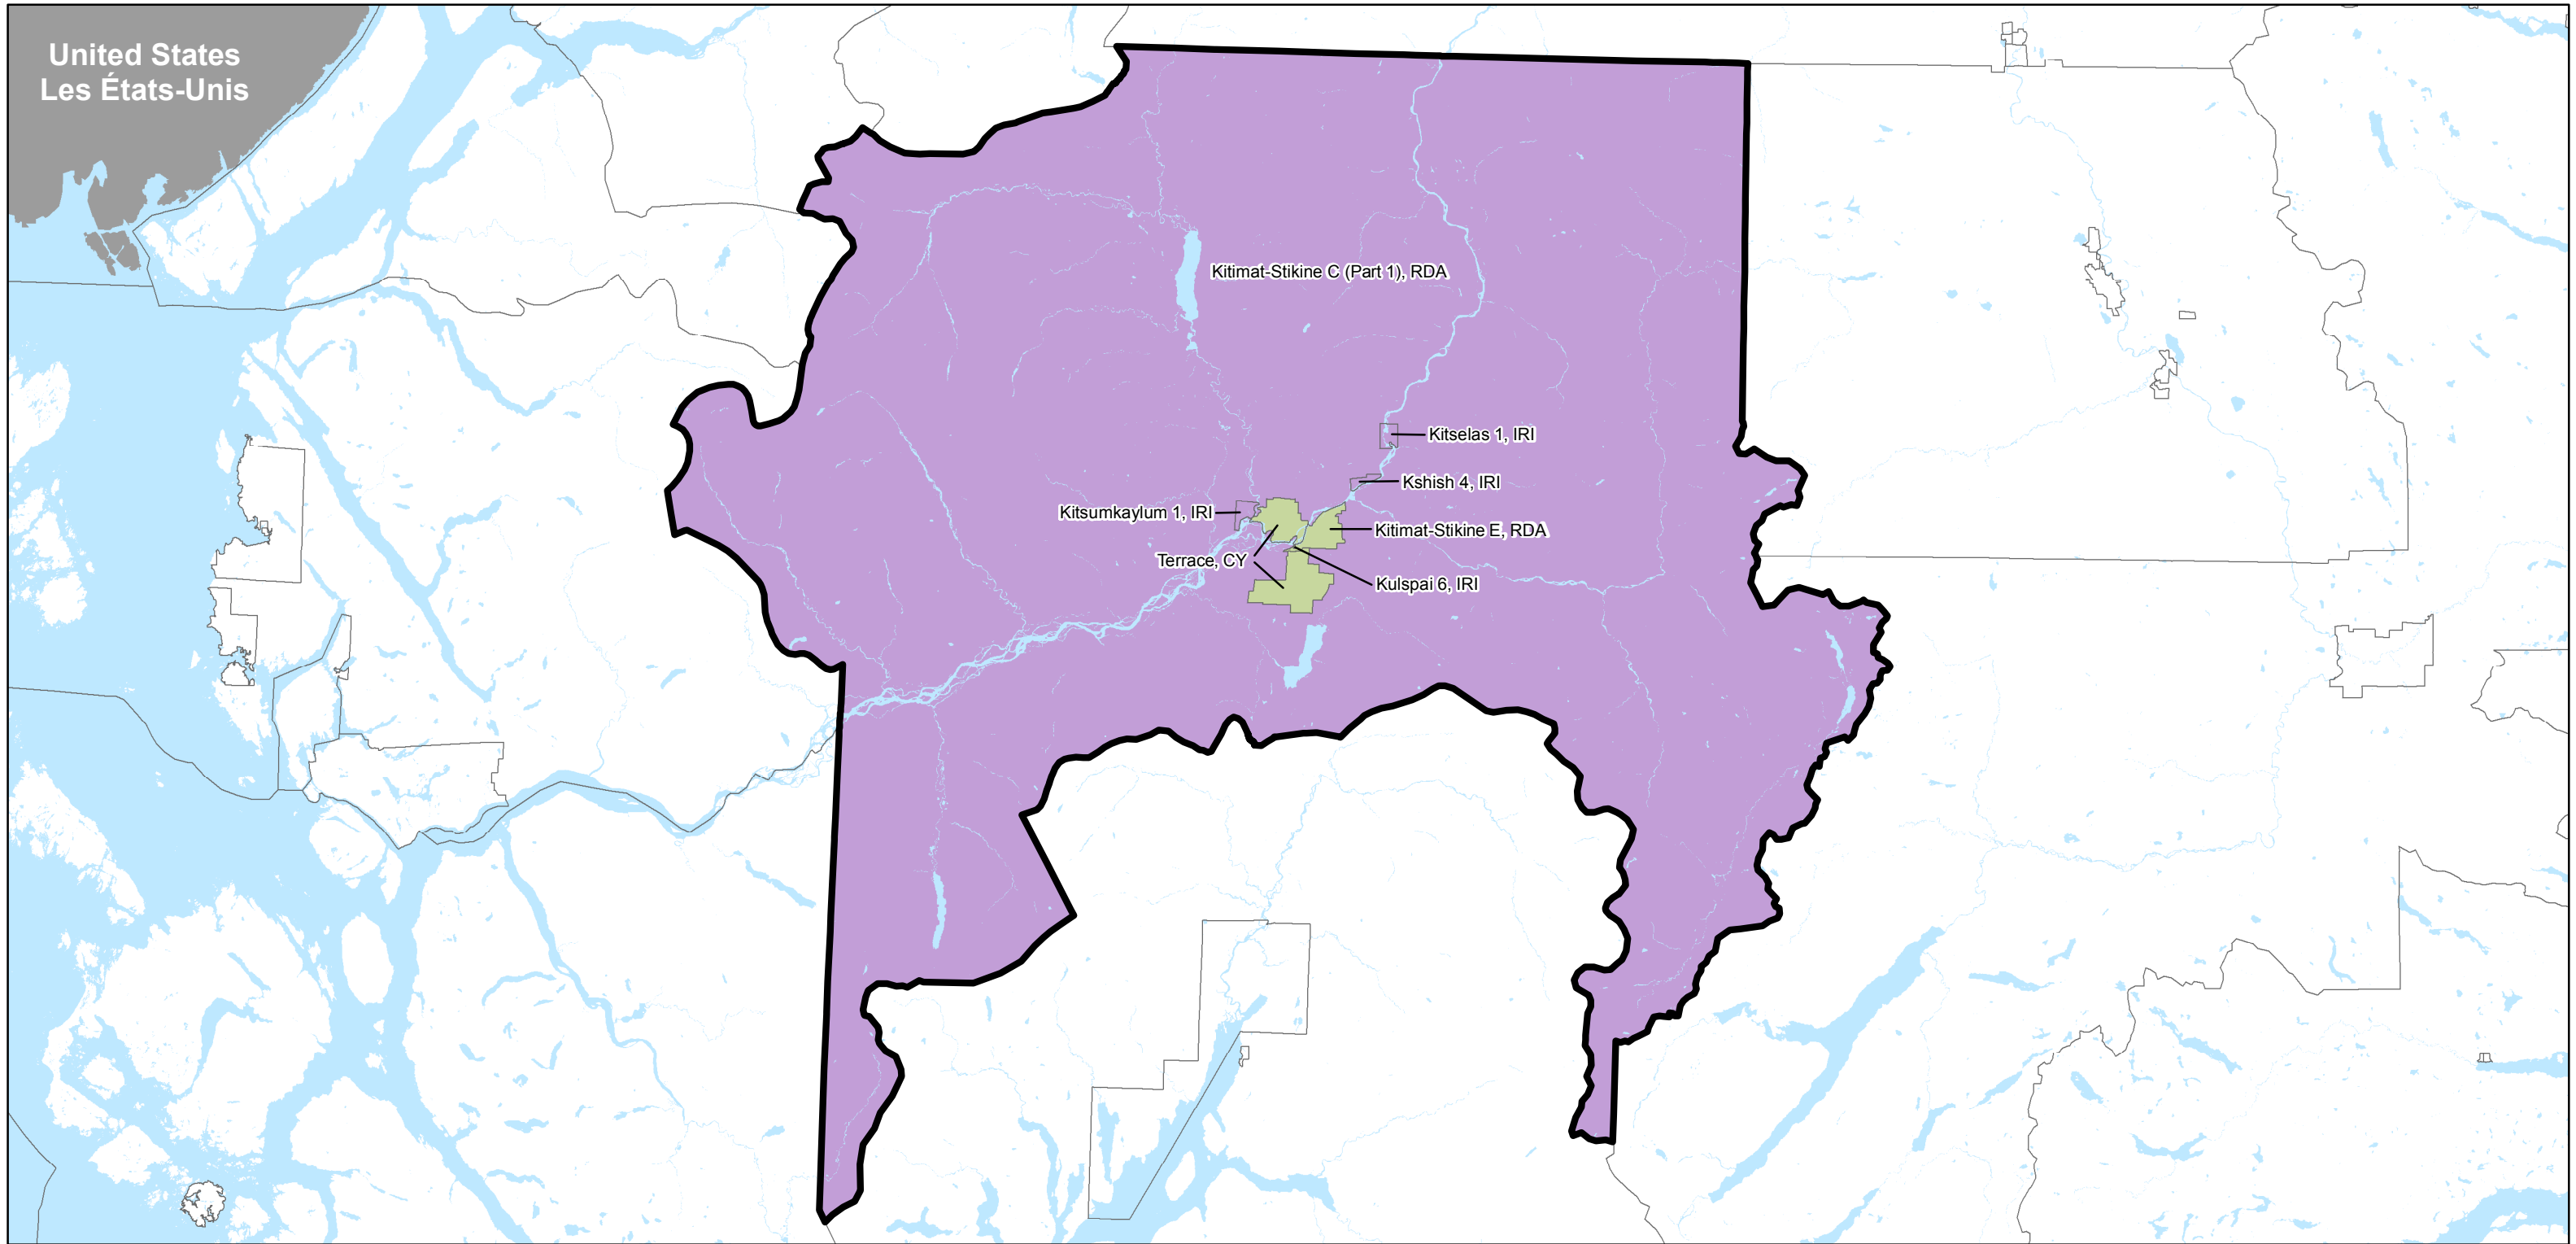 United States
Les États-Unis
Kitimat-Stikine C (Part 1), RDA
Kitselas 1, IRI
Kshish 4, IRI
Kitsumkaylum 1, IRI
Kitimat-Stikine E, RDA
Terrace, CY
Kulspai 6, IRI